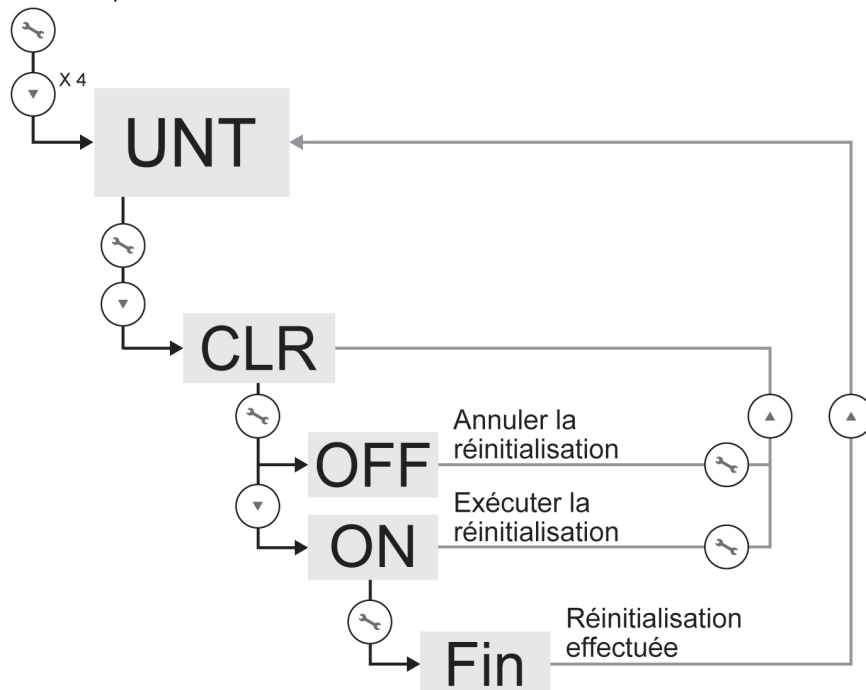 X 4
UNT
CLR
OFF
Annuler la
réinitialisation
ON
Exécuter la
réinitialisation
Fin
Réinitialisation
effectuée